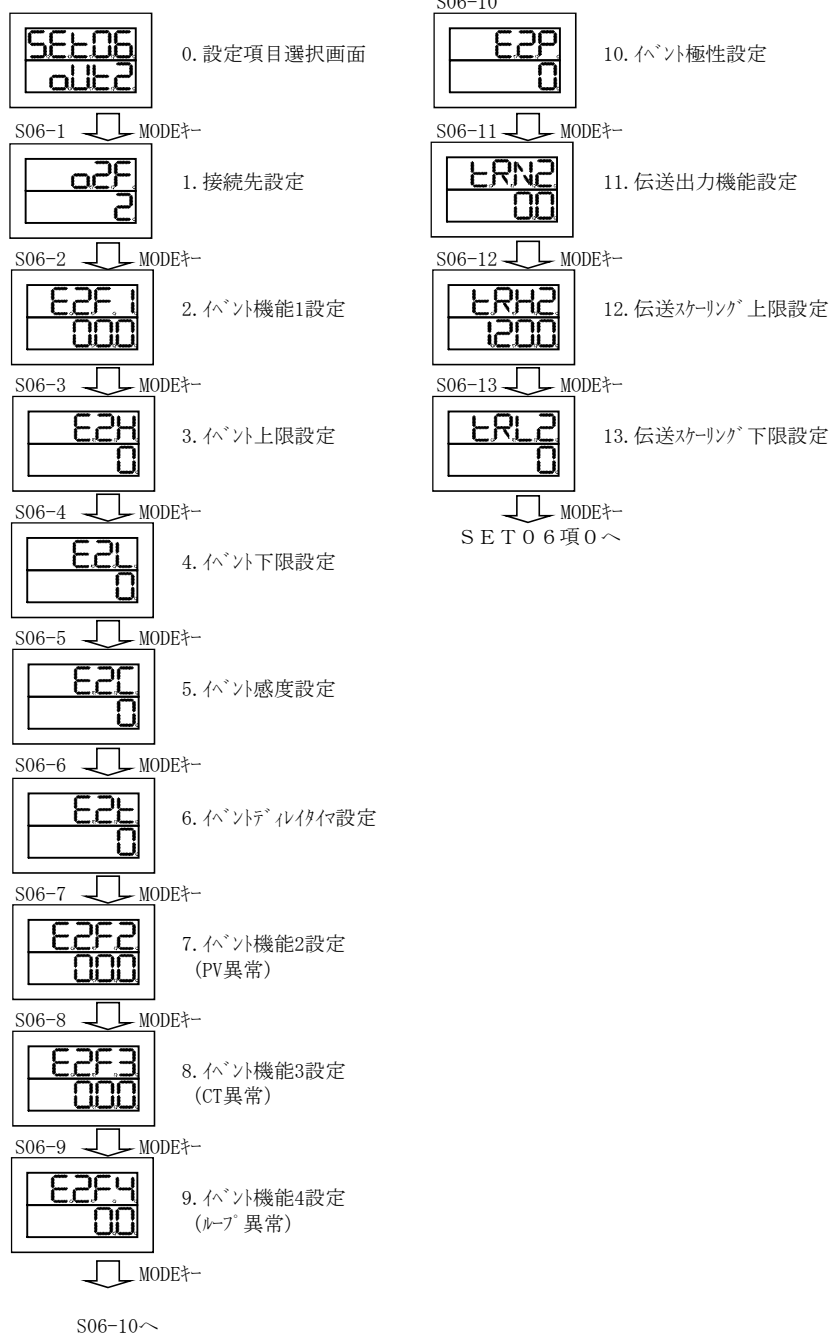 SEt06
oUt2
0.設定項目選択画面
S06-1 MODEキー
o2F
2
1.接続先設定
S06-2 MODEキー
E2F.1
000
2.ｲﾍﾞﾝﾄ機能1設定
S06-3 MODEキー
E2H
0
3.ｲﾍﾞﾝﾄ上限設定
S06-4 MODEキー
E2L
0
4.ｲﾍﾞﾝﾄ下限設定
S06-5 MODEキー
E2C
0
5.ｲﾍﾞﾝﾄ感度設定
S06-6 MODEキー
E2t
0
6.ｲﾍﾞﾝﾄﾃﾞｨﾚｲﾀｲﾏ設定
S06-7 MODEキー
E2F2
000
7.ｲﾍﾞﾝﾄ機能2設定
(PV異常)
S06-8 MODEキー
E2F3
000
8.ｲﾍﾞﾝﾄ機能3設定
(CT異常)
S06-9 MODEキー
E2F4
00
9.ｲﾍﾞﾝﾄ機能4設定
(ﾙｰﾌﾟ異常)
MODEキー
S06-10へ
S06-10
E2P
0
10.ｲﾍﾞﾝﾄ極性設定
S06-11 MODEキー
tRN2
00
11.伝送出力機能設定
S06-12 MODEキー
tRH2
1200
12.伝送ｽｹｰﾘﾝｸﾞ上限設定
S06-13 MODEキー
tRL2
0
13.伝送ｽｹｰﾘﾝｸﾞ下限設定
MODEキー
ＳＥＴ０６項０へ